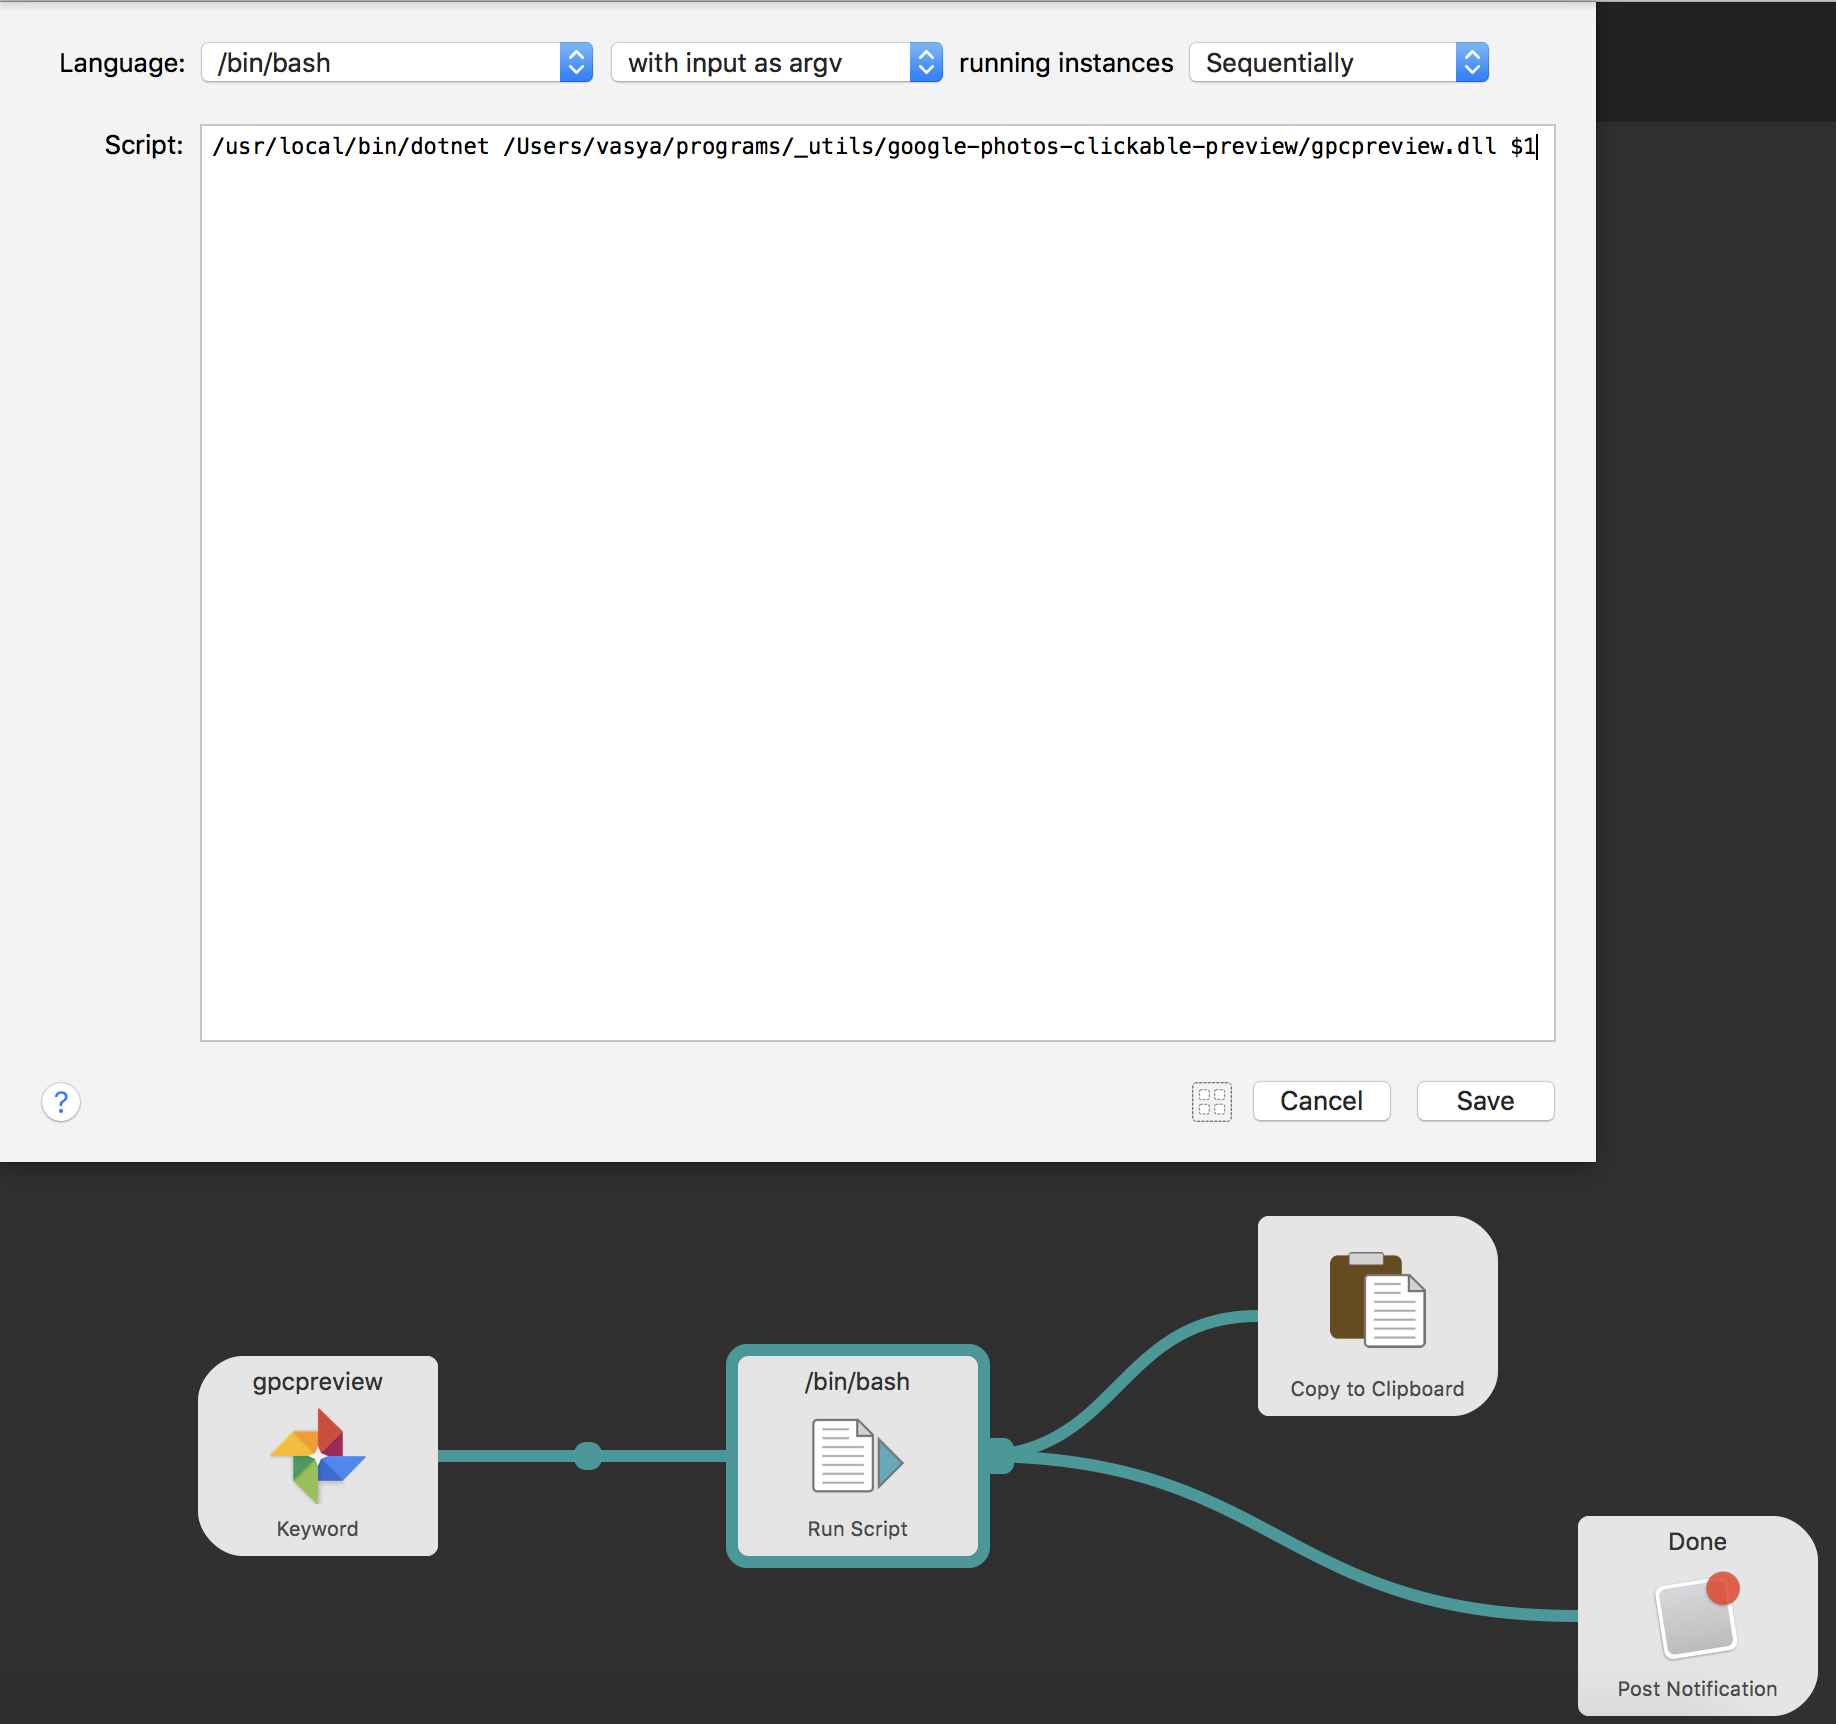 Language: /bin/bash with input as argv running instances Sequentially
Script: /usr/local/bin/dotnet /Users/vasya/programs/_utils/google-photos-clickable-preview/gpcpreview.dll $1
? Cancel Save
gpcpreview
Keyword
/bin/bash
Run Script
Copy to Clipboard
Done
Post Notification